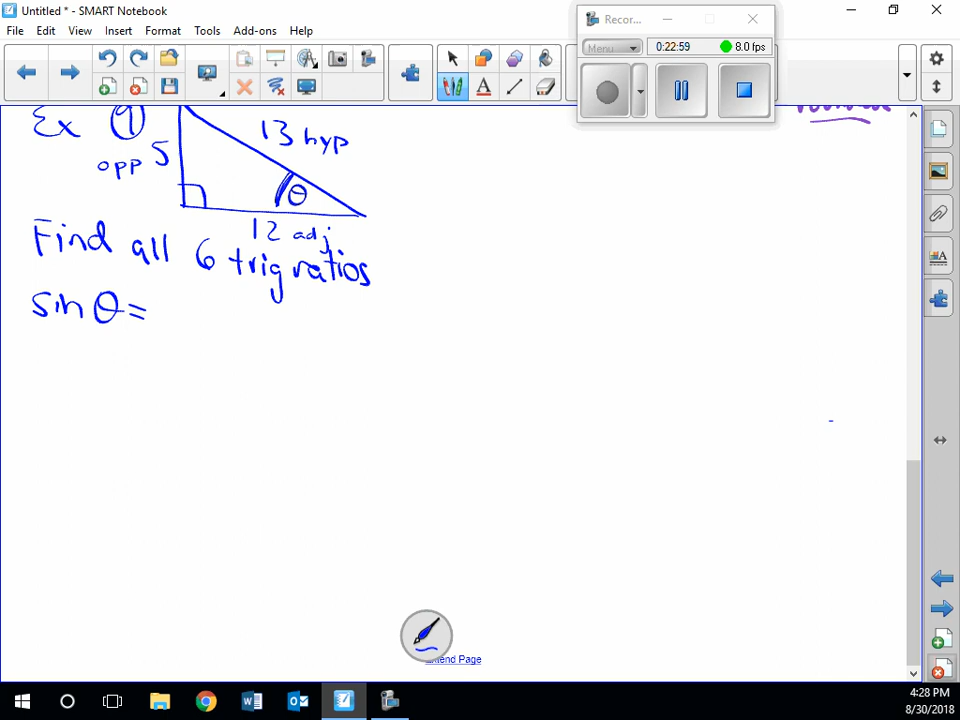 Untitled * - SMART Notebook
File Edit View Insert Format Tools Add-ons Help
Recor...
Menu 0:22:59 8.0 fps
Ex 9
13 hyp
opp 5
θ
12 adj
Find all 6 trig ratios
sin θ =
Extend Page
4:28 PM
8/30/2018